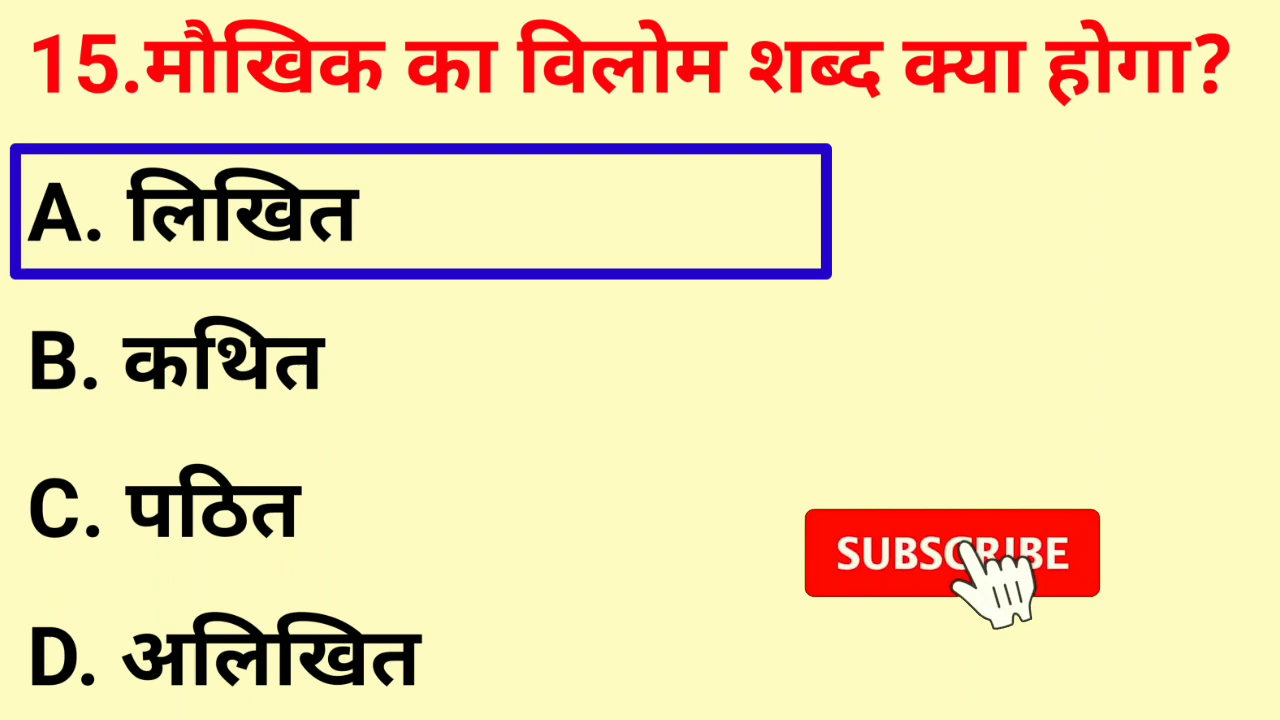 15.मौखिक का विलोम शब्द क्या होगा?
A. लिखित
B. कथित
C. पठित
SUBSCRIBE
D. अलिखित